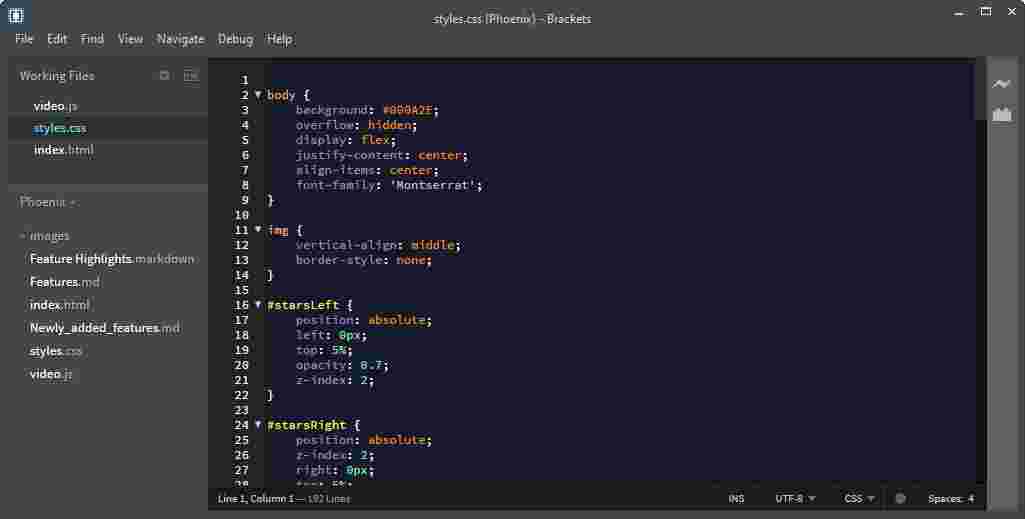 styles.css (Phoenix) - Brackets
File Edit Find View Navigate Debug Help
Working Files
video.js
styles.css
index.html
Phoenix
images
Feature Highlights.markdown
Features.md
index.html
Newly_added_features.md
styles.css
video.js
1
2 body {
3 background: #000A2E;
4 overflow: hidden;
5 display: flex;
6 justify-content: center;
7 align-items: center;
8 font-family: 'Montserrat';
9 }
10
11 img {
12 vertical-align: middle;
13 border-style: none;
14 }
15
16 #starsLeft {
17 position: absolute;
18 left: 0px;
19 top: 5%;
20 opacity: 0.7;
21 z-index: 2;
22 }
23
24 #starsRight {
25 position: absolute;
26 z-index: 2;
27 right: 0px;
28 top: 5%;
Line 1, Column 1 — 192 Lines INS UTF-8 CSS Spaces: 4